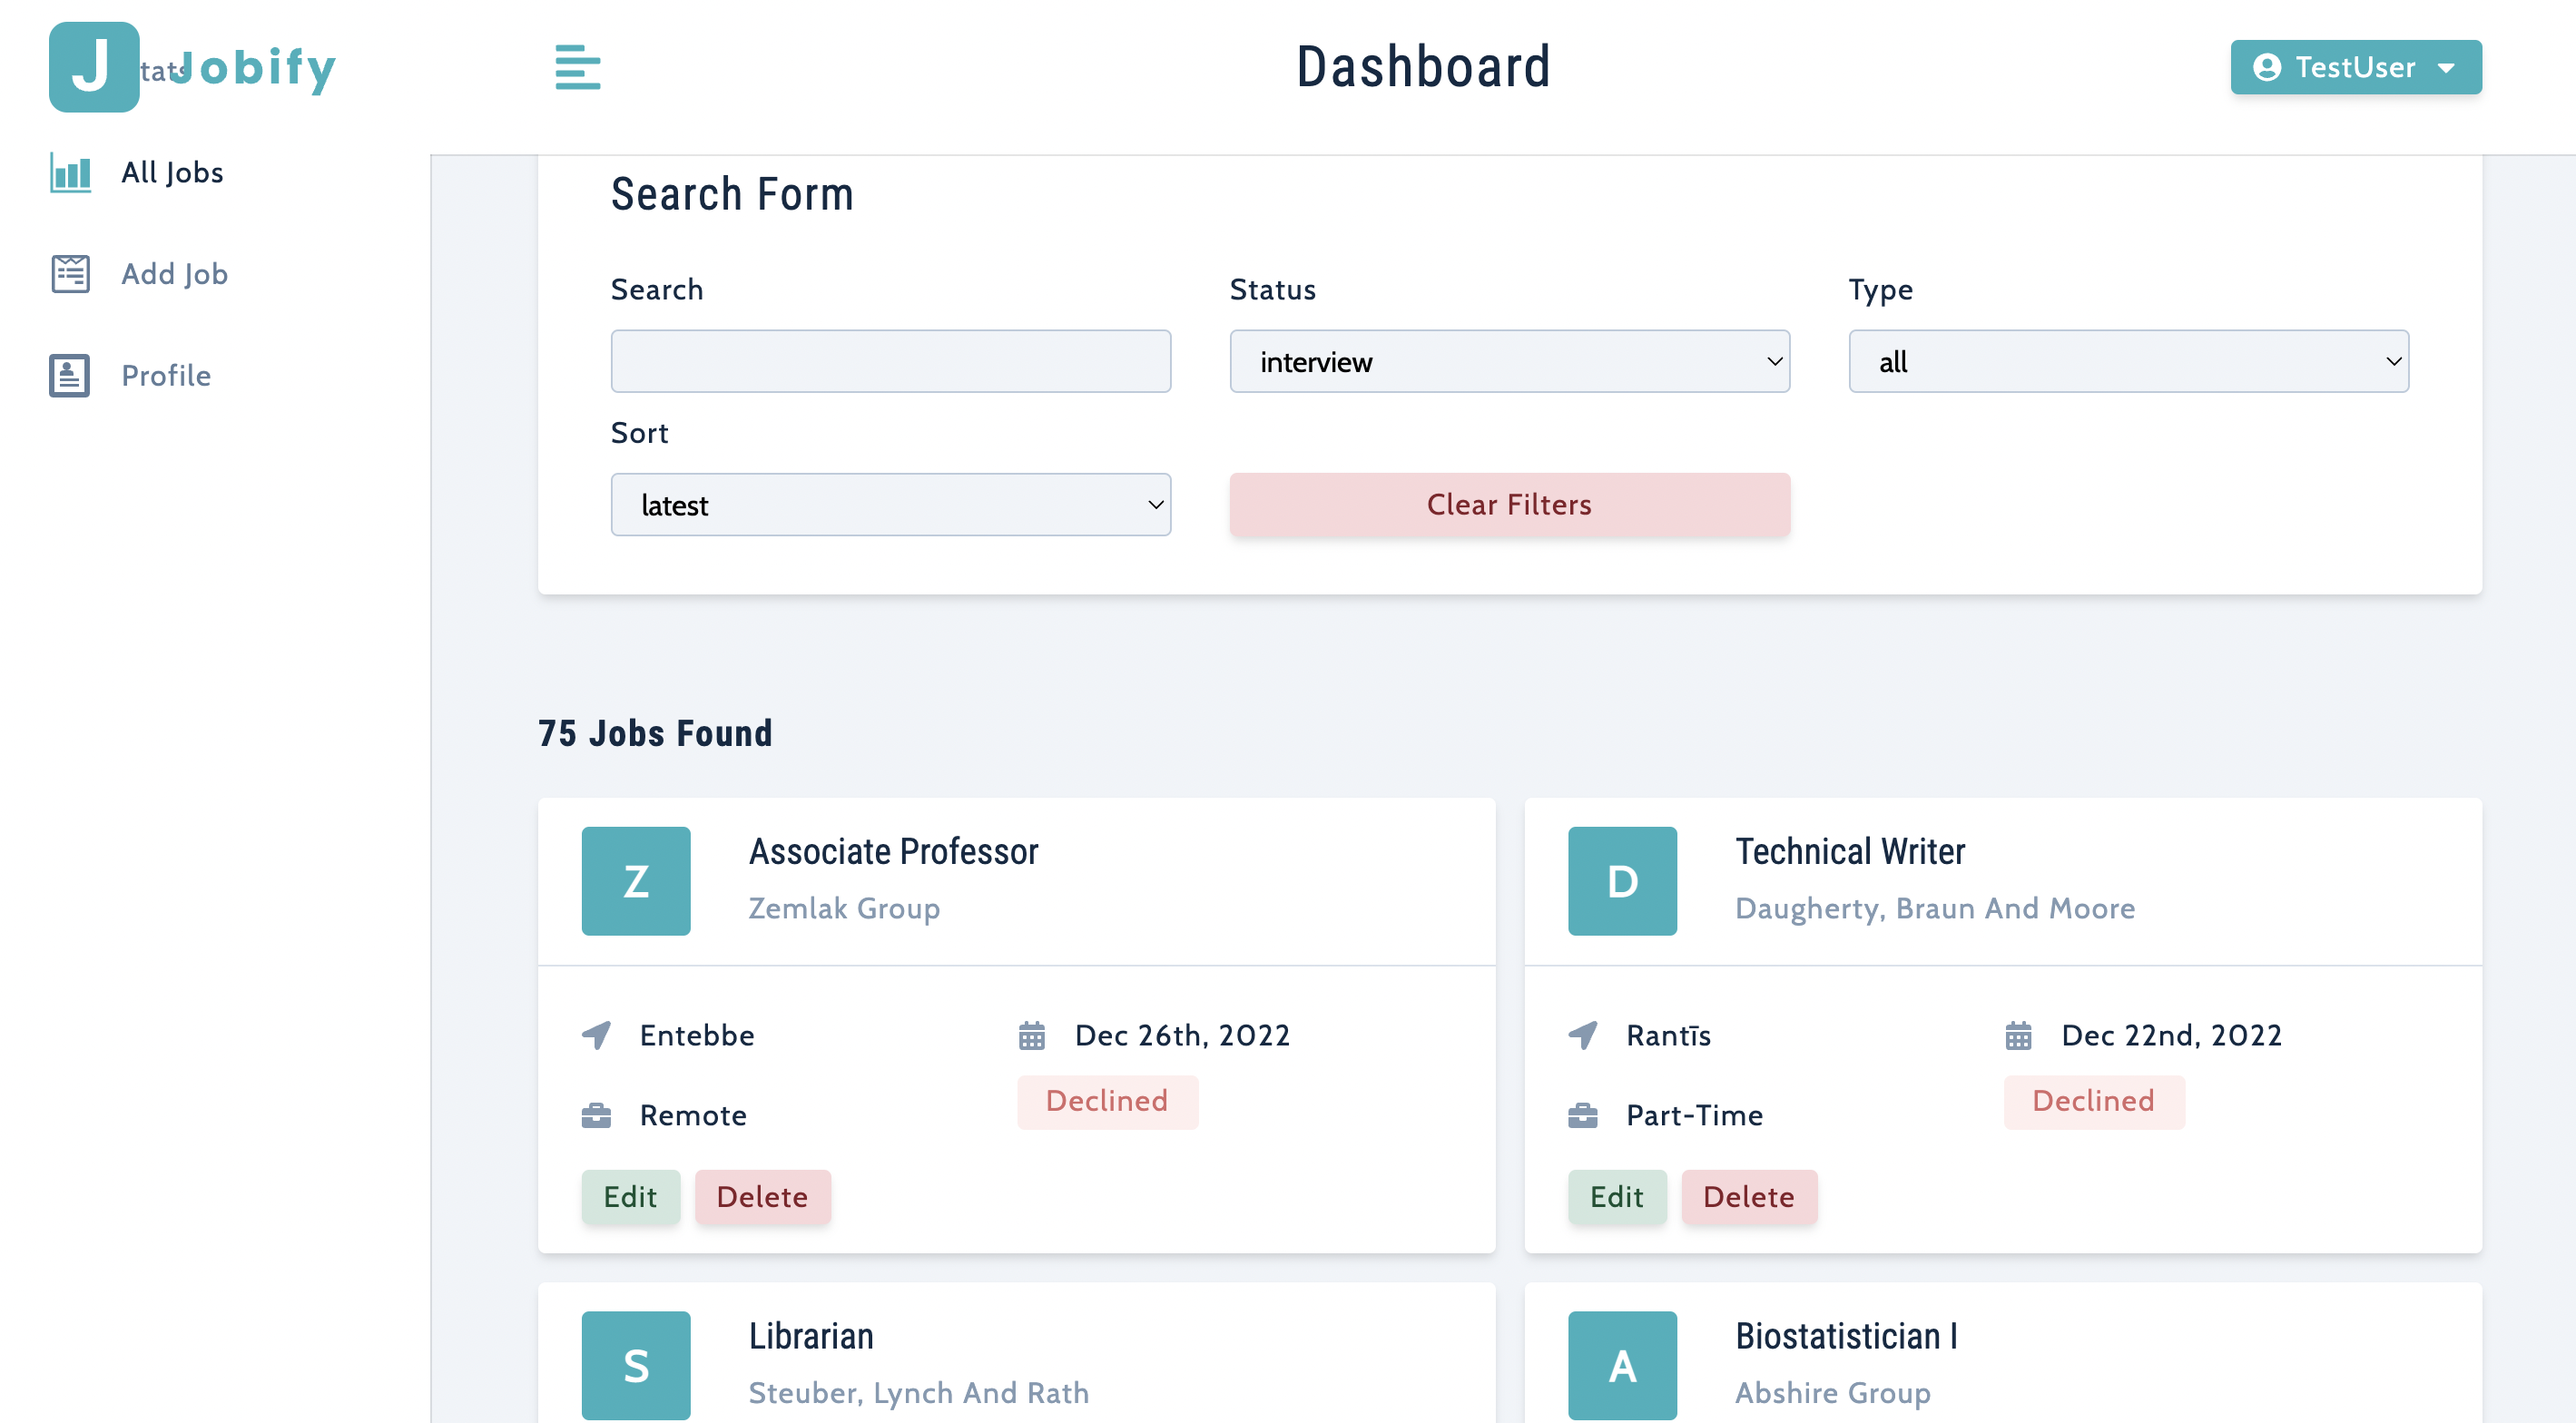 J Jobify
Dashboard
TestUser
All Jobs
Add Job
Profile
Search Form
Search
Status
Type
interview
all
Sort
latest
Clear Filters
75 Jobs Found
Z
Associate Professor
Zemlak Group
Entebbe
Dec 26th, 2022
Remote
Declined
Edit
Delete
D
Technical Writer
Daugherty, Braun And Moore
Rantīs
Dec 22nd, 2022
Part-Time
Declined
Edit
Delete
S
Librarian
Steuber, Lynch And Rath
A
Biostatistician I
Abshire Group